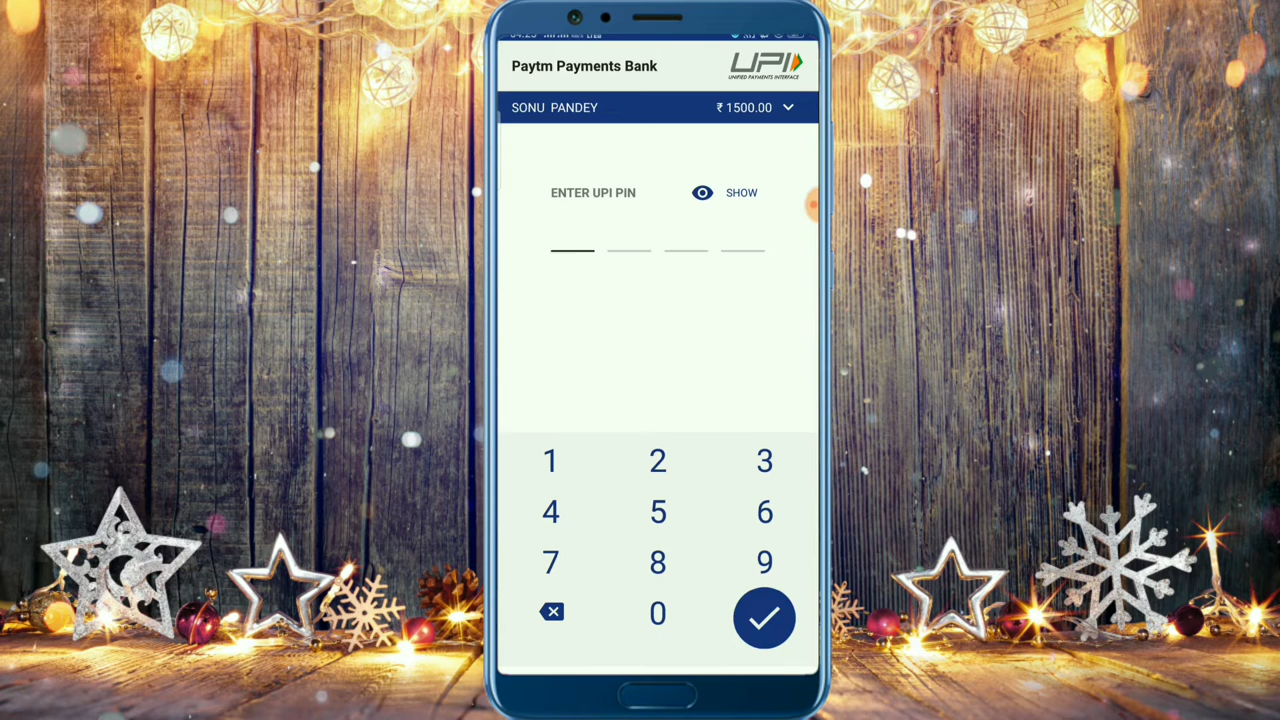 Paytm Payments Bank
UPI
UNIFIED PAYMENTS INTERFACE
SONU PANDEY ₹ 1500.00
ENTER UPI PIN SHOW
1 2 3
4 5 6
7 8 9
0